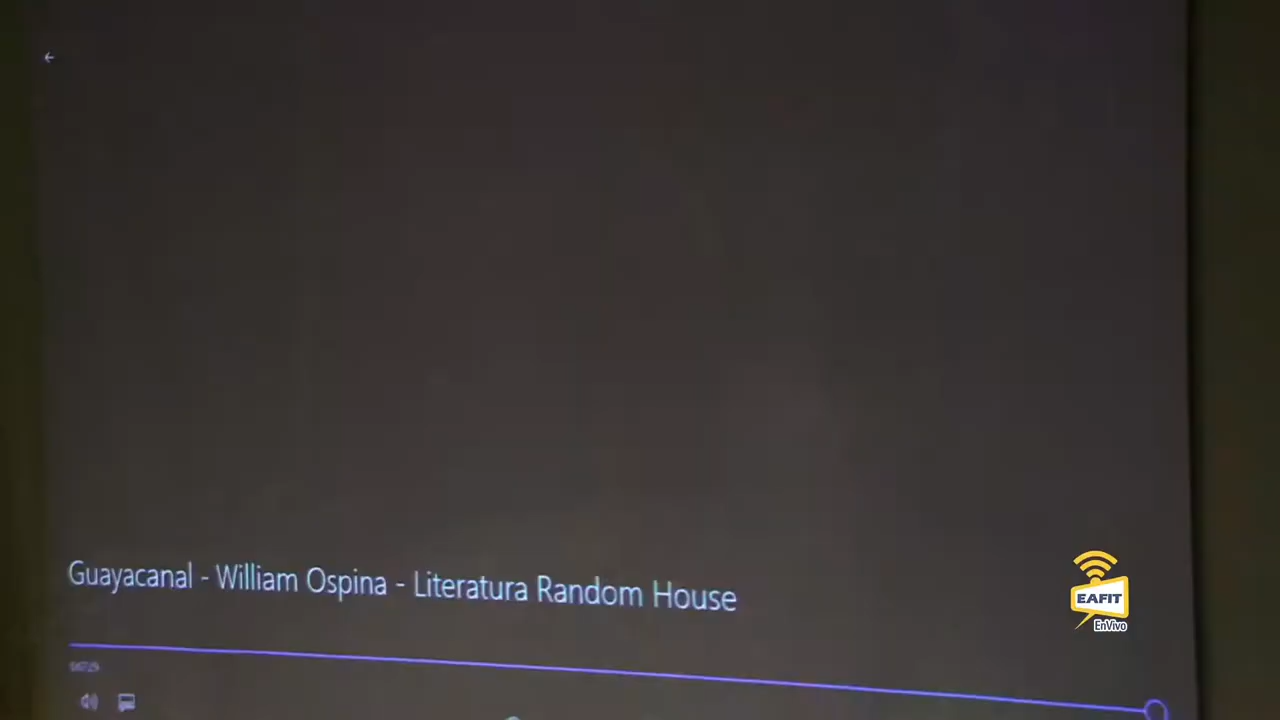 Guayacanal - William Ospina - Literatura Random House
EAFIT
EnVivo